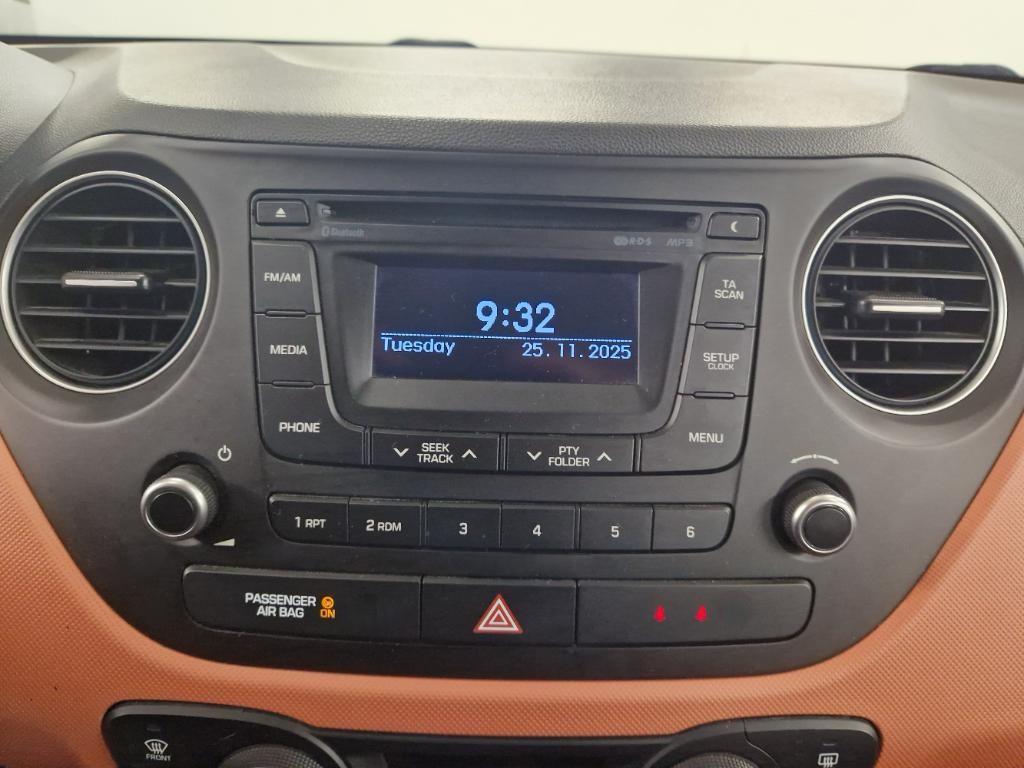 Bluetooth
R·D·S MP3
FM/AM
MEDIA
PHONE
9:32
Tuesday 25.11.2025
TA
SCAN
SETUP
CLOCK
MENU
SEEK
TRACK
PTY
FOLDER
1 RPT 2 RDM 3 4 5 6
PASSENGER
AIR BAG ON
FRONT